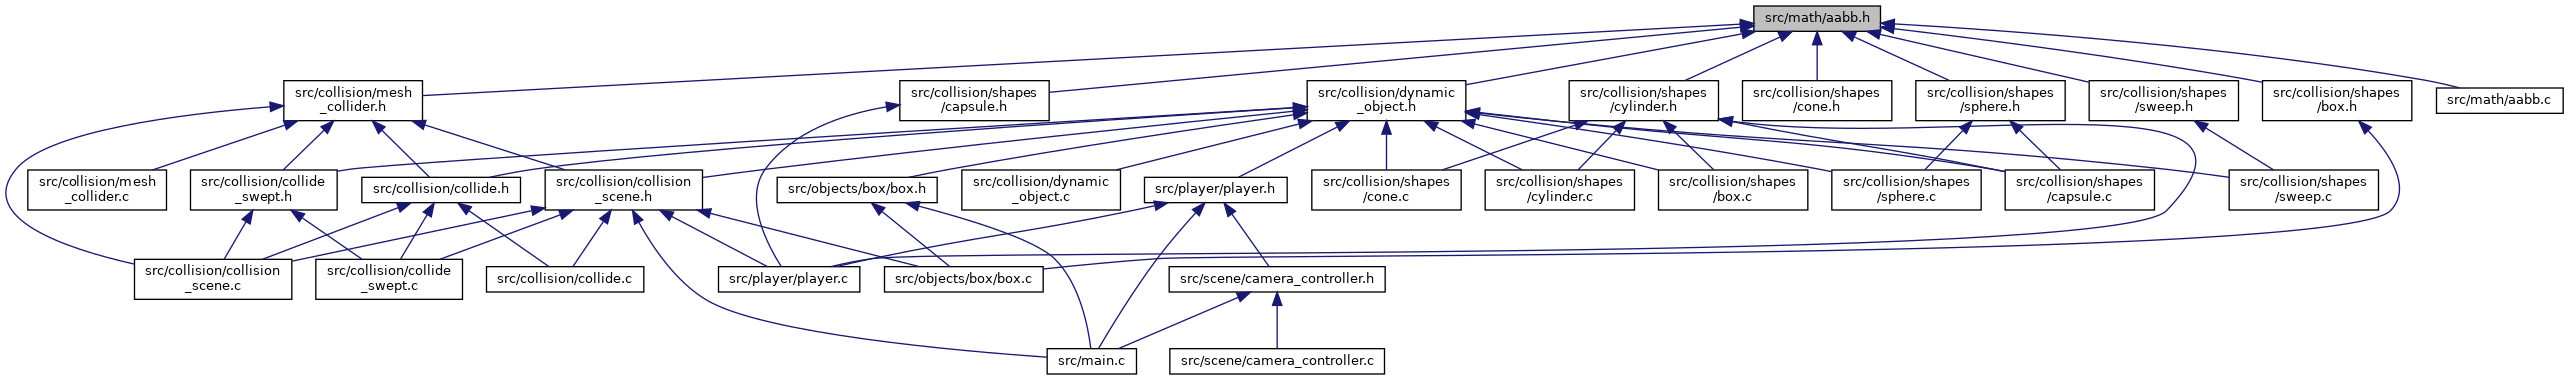 src/math/aabb.h
src/collision/mesh
_collider.h
src/collision/shapes
/capsule.h
src/collision/dynamic
_object.h
src/collision/shapes
/cylinder.h
src/collision/shapes
/cone.h
src/collision/shapes
/sphere.h
src/collision/shapes
/sweep.h
src/collision/shapes
/box.h
src/math/aabb.c
src/collision/mesh
_collider.c
src/collision/collide
_swept.h
src/collision/collide.h
src/collision/collision
_scene.h
src/objects/box/box.h
src/collision/dynamic
_object.c
src/player/player.h
src/collision/shapes
/cone.c
src/collision/shapes
/cylinder.c
src/collision/shapes
/box.c
src/collision/shapes
/sphere.c
src/collision/shapes
/capsule.c
src/collision/shapes
/sweep.c
src/collision/collision
_scene.c
src/collision/collide
_swept.c
src/collision/collide.c
src/player/player.c
src/objects/box/box.c
src/scene/camera_controller.h
src/main.c
src/scene/camera_controller.c